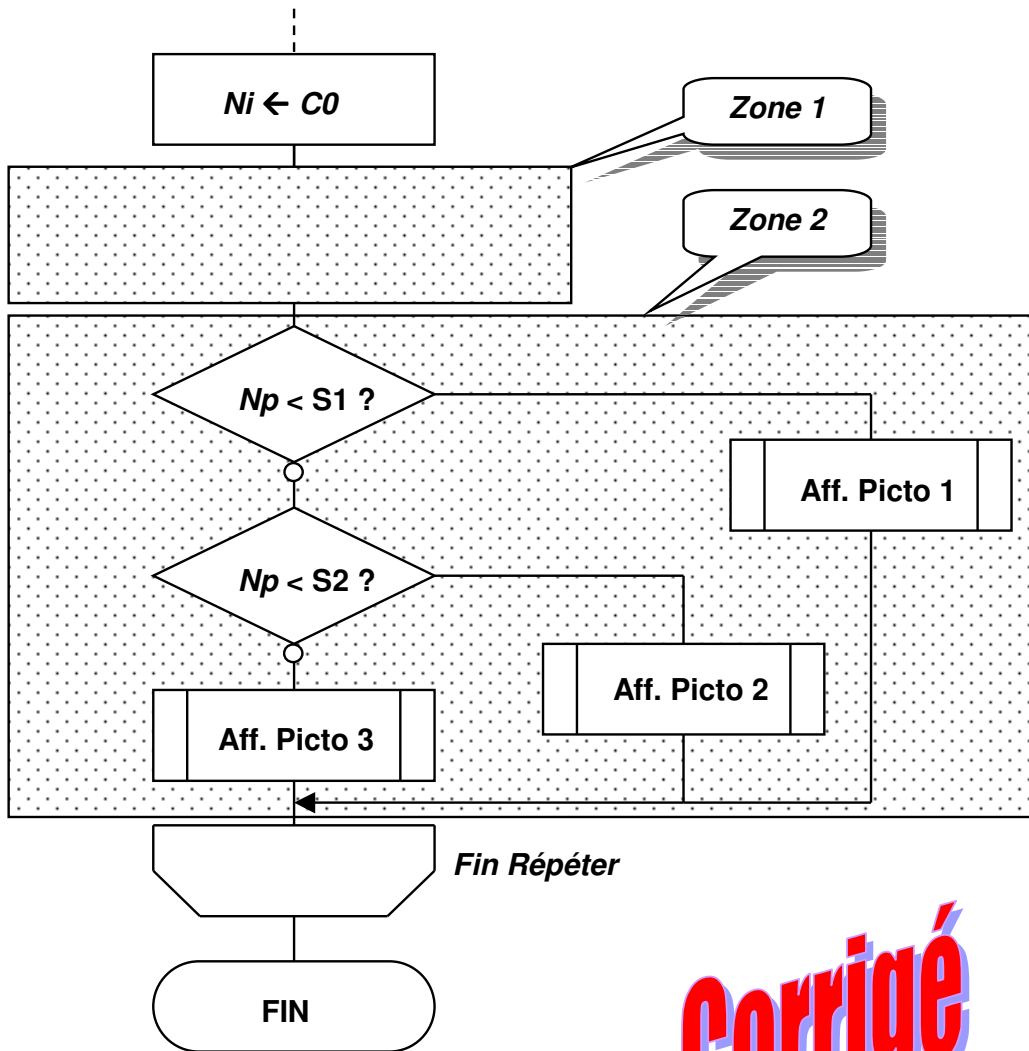 Ni ← C0
Zone 1
Zone 2
Np < S1 ?
Aff. Picto 1
Np < S2 ?
Aff. Picto 2
Aff. Picto 3
Fin Répéter
FIN
Corrigé